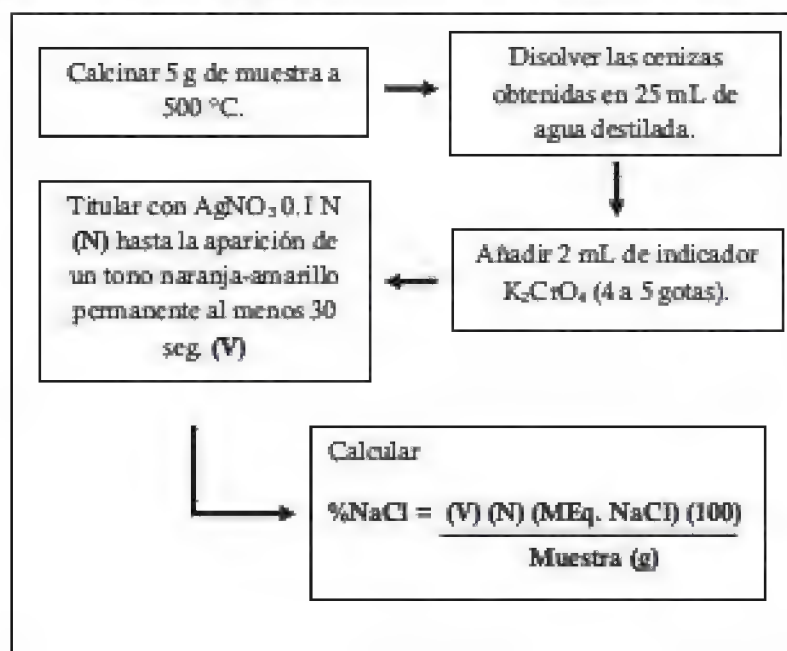 Calcinar 5 g de muestra a
500 °C.
Disolver las cenizas
obtenidas en 25 mL de
agua destilada.
Añadir 2 mL de indicador
K₂CrO₄ (4 a 5 gotas).
Titular con AgNO₃ 0.1 N
(N) hasta la aparición de
un tono naranja-amarillo
permanente al menos 30
seg. (V)
Calcular
%NaCl = (V) (N) (MEq. NaCl) (100)
Muestra (g)